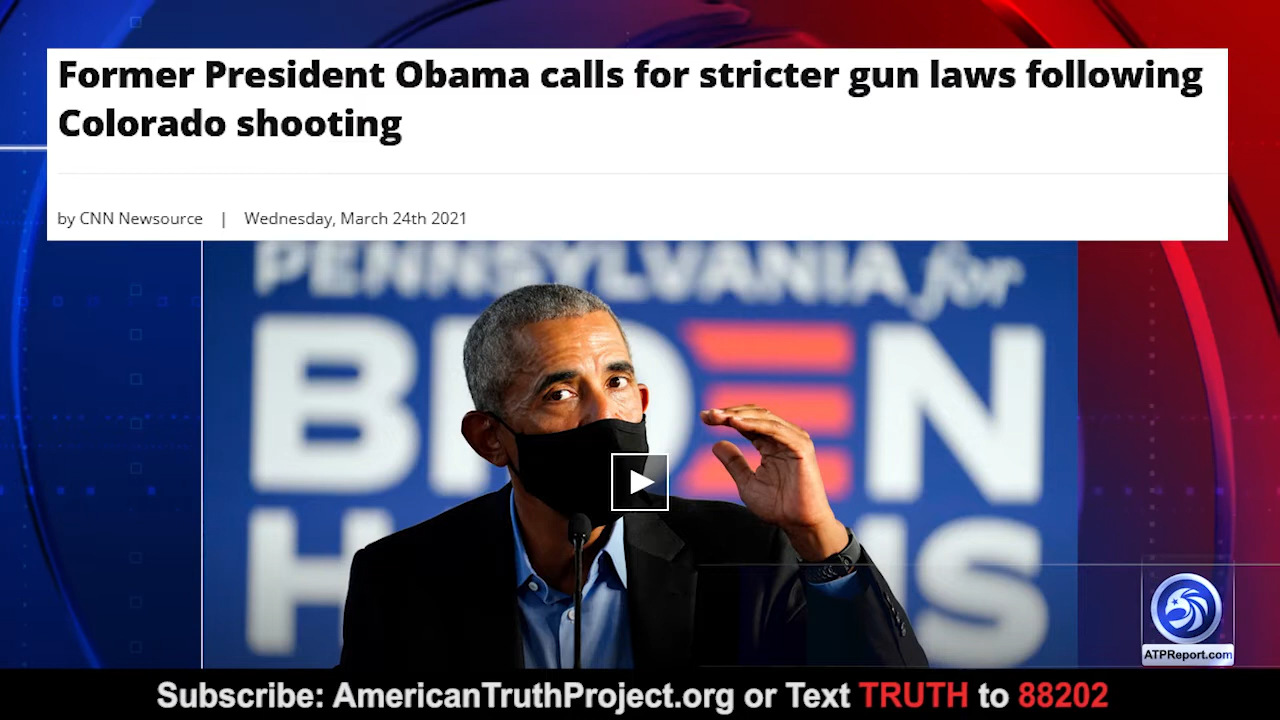 Former President Obama calls for stricter gun laws following
Colorado shooting
by CNN Newsource | Wednesday, March 24th 2021
PENNSYLVANIA for
BIDEN
H
S
ATPReport.com
Subscribe: AmericanTruthProject.org or Text TRUTH to 88202